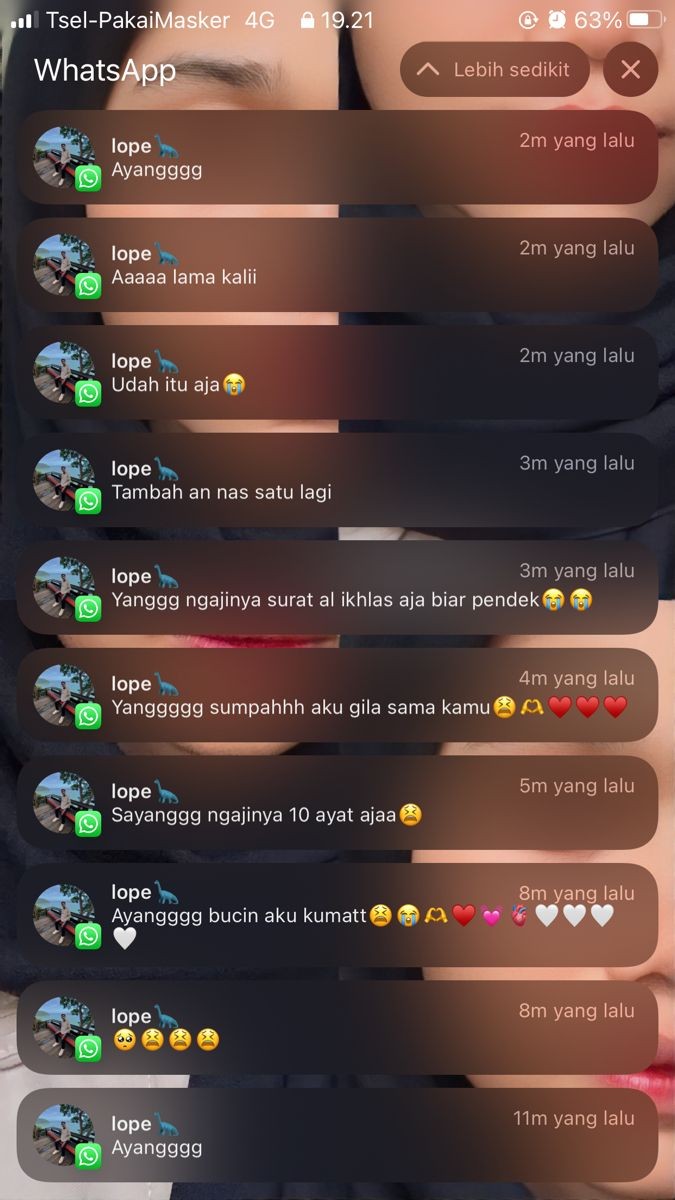 Tsel-PakaiMasker 4G 19.21 63%
WhatsApp
Lebih sedikit
lope🦕 2m yang lalu
Ayangggg
lope🦕 2m yang lalu
Aaaaa lama kalii
lope🦕 2m yang lalu
Udah itu aja😭
lope🦕 3m yang lalu
Tambah an nas satu lagi
lope🦕 3m yang lalu
Yanggg ngajinya surat al ikhlas aja biar pendek😭😭
lope🦕 4m yang lalu
Yanggggg sumpahhh aku gila sama kamu😫🫶♥️♥️♥️
lope🦕 5m yang lalu
Sayanggg ngajinya 10 ayat ajaa😫
lope🦕 8m yang lalu
Ayangggg bucin aku kumatt😫😭🫶♥️💓🫀🤍🤍🤍
🤍
lope🦕 8m yang lalu
🥺😫😫😫
lope🦕 11m yang lalu
Ayangggg